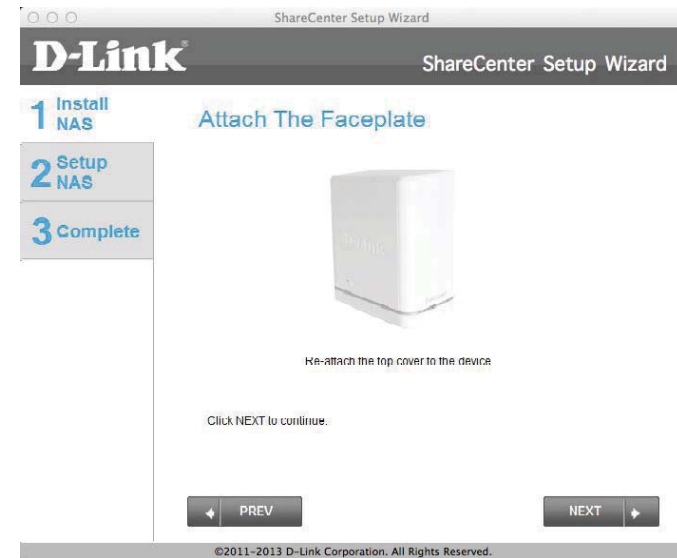 ShareCenter Setup Wizard
D-Link
ShareCenter Setup Wizard
1 Install NAS
2 Setup NAS
3 Complete
Attach The Faceplate
D-Link
Re-attach the top cover to the device
Click NEXT to continue.
PREV
NEXT
©2011-2013 D-Link Corporation. All Rights Reserved.